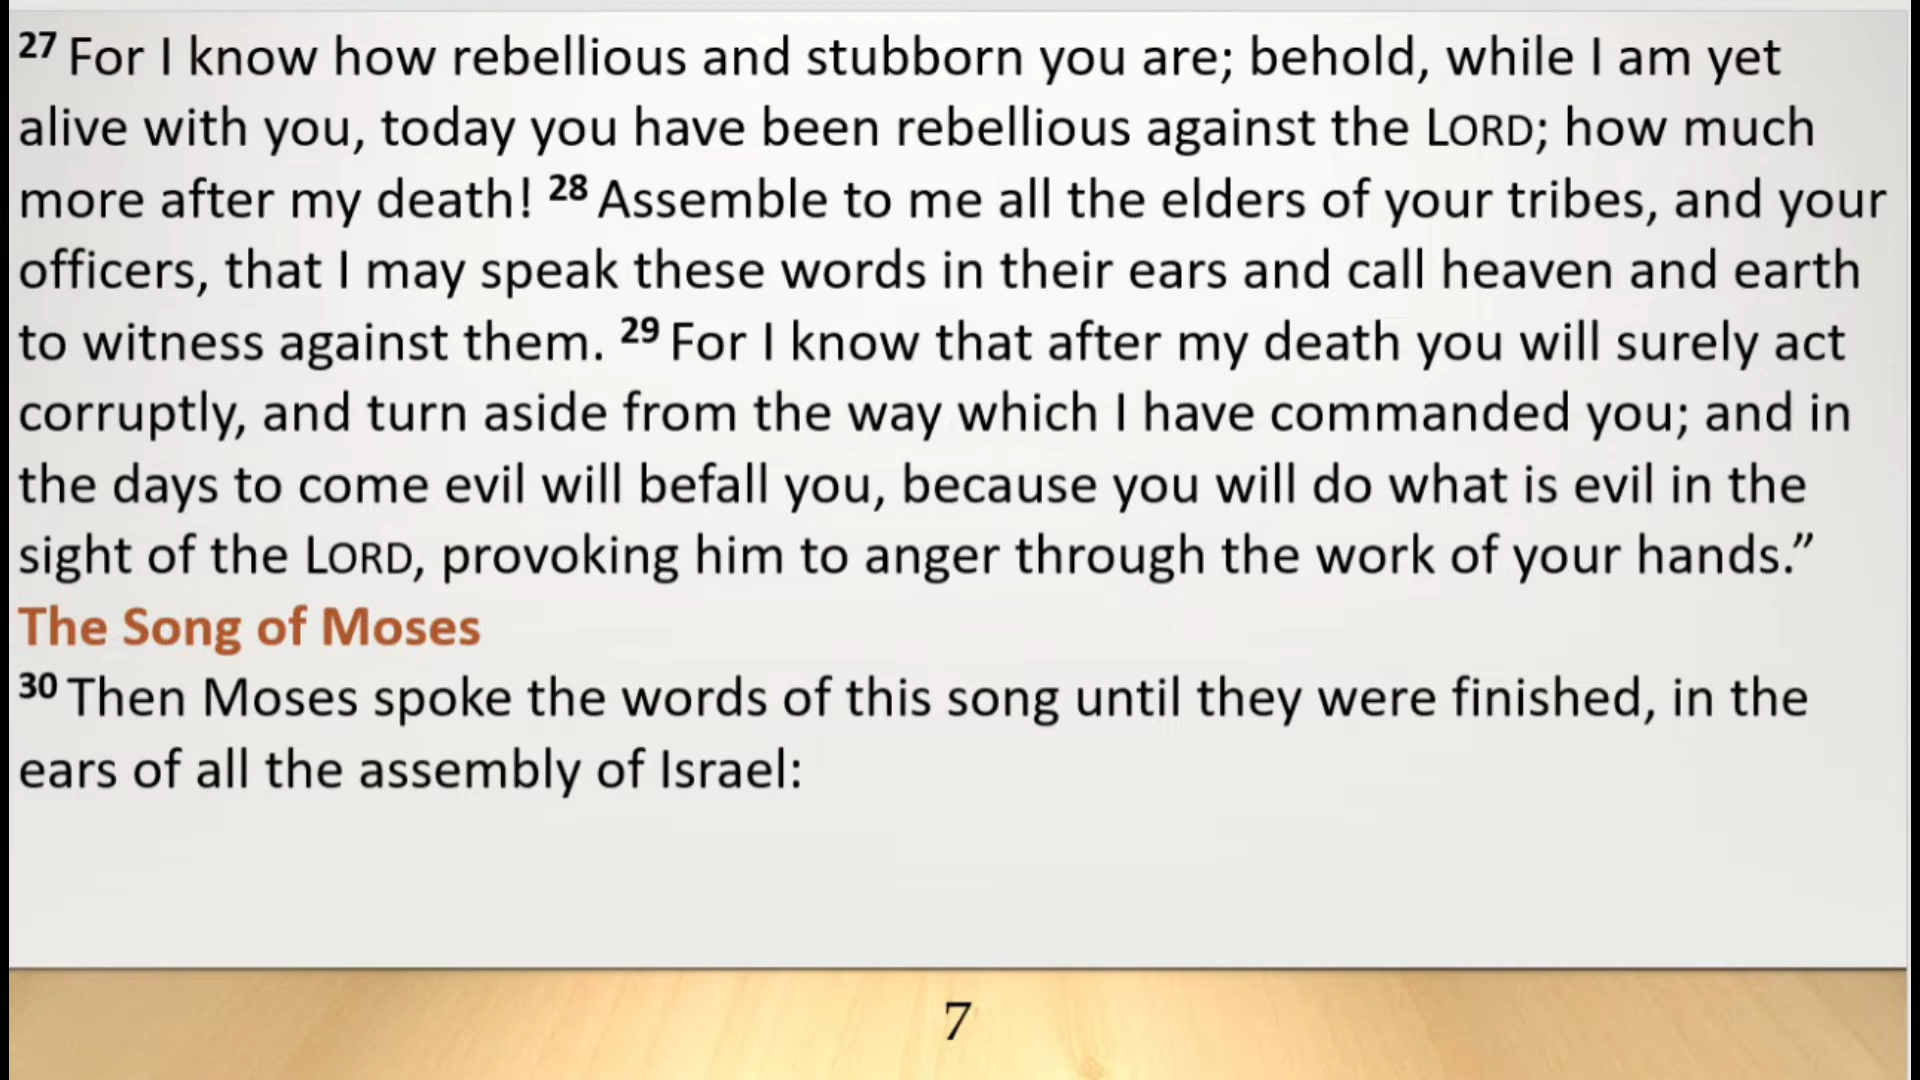 27 For I know how rebellious and stubborn you are; behold, while I am yet
alive with you, today you have been rebellious against the LORD; how much
more after my death! 28 Assemble to me all the elders of your tribes, and your
officers, that I may speak these words in their ears and call heaven and earth
to witness against them. 29 For I know that after my death you will surely act
corruptly, and turn aside from the way which I have commanded you; and in
the days to come evil will befall you, because you will do what is evil in the
sight of the LORD, provoking him to anger through the work of your hands.”
The Song of Moses
30 Then Moses spoke the words of this song until they were finished, in the
ears of all the assembly of Israel:
7